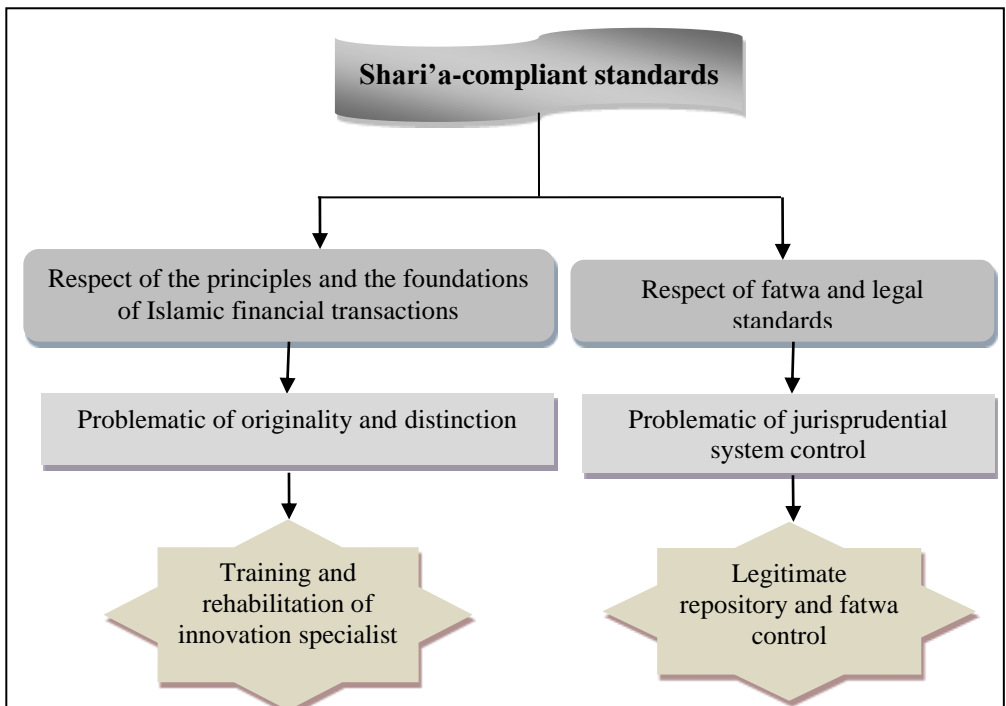 Shari’a-compliant standards
Respect of the principles and the foundations
of Islamic financial transactions
Respect of fatwa and legal
standards
Problematic of originality and distinction
Problematic of jurisprudential
system control
Training and
rehabilitation of
innovation specialist
Legitimate
repository and fatwa
control